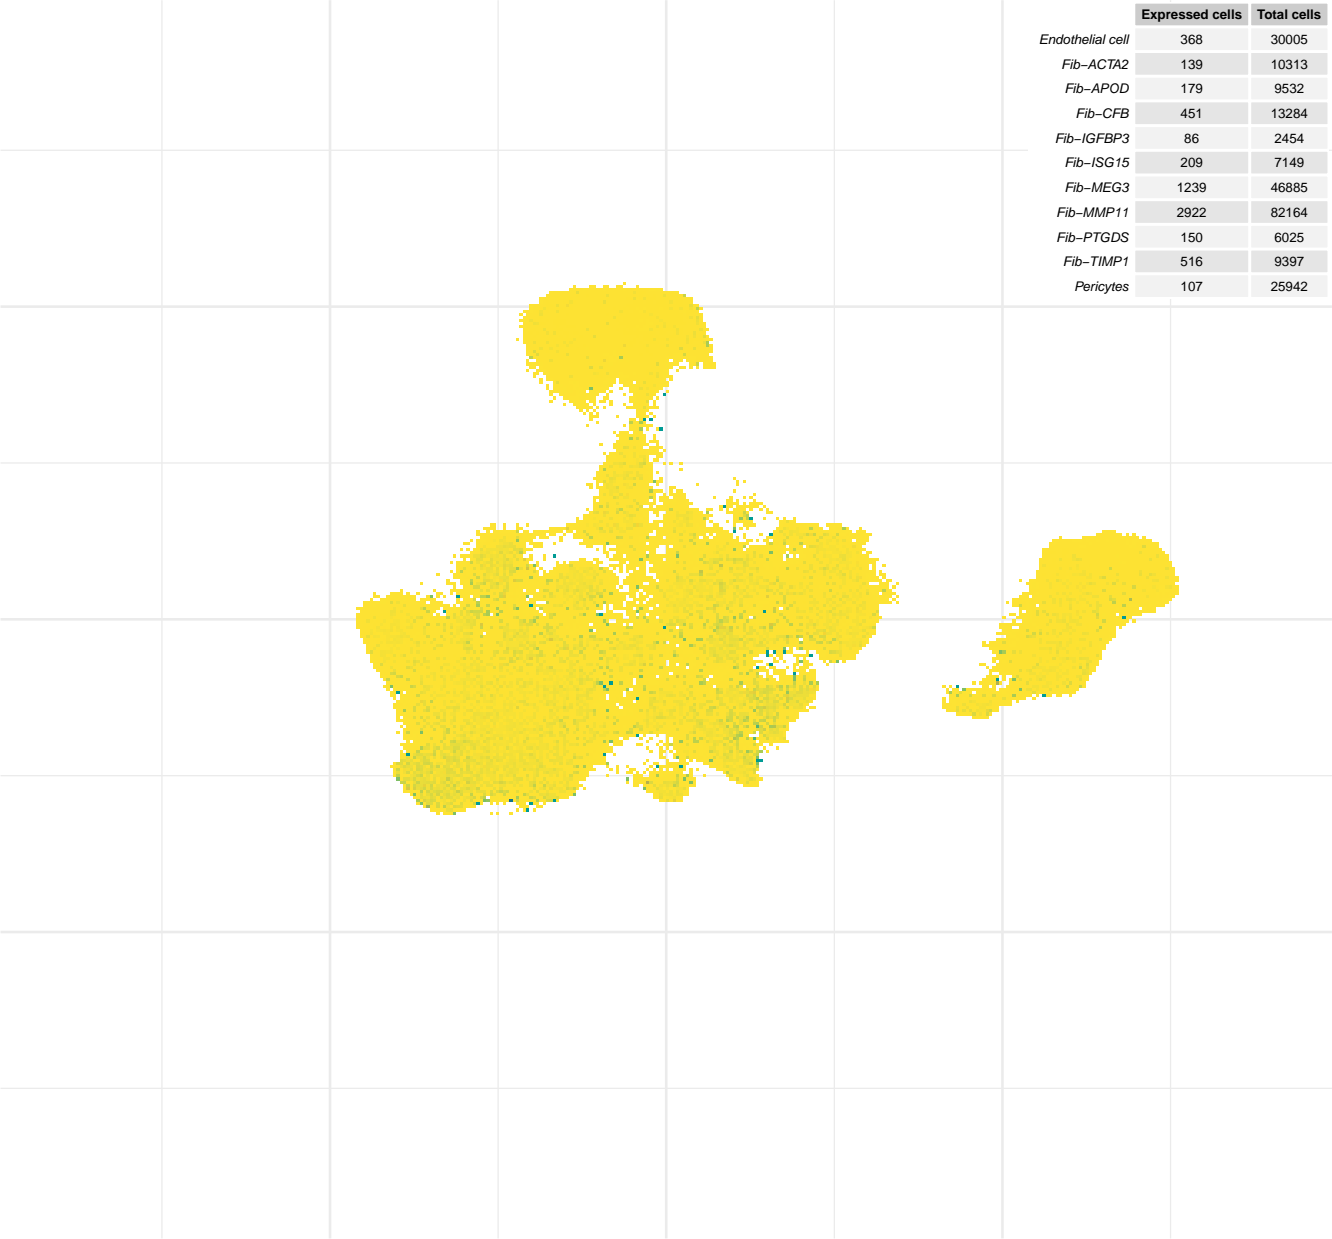 Expressed cells Total cells
Endothelial cell 368 30005
Fib−ACTA2 139 10313
Fib−APOD 179 9532
Fib−CFB 451 13284
Fib−IGFBP3 86 2454
Fib−ISG15 209 7149
Fib−MEG3 1239 46885
Fib−MMP11 2922 82164
Fib−PTGDS 150 6025
Fib−TIMP1 516 9397
Pericytes 107 25942